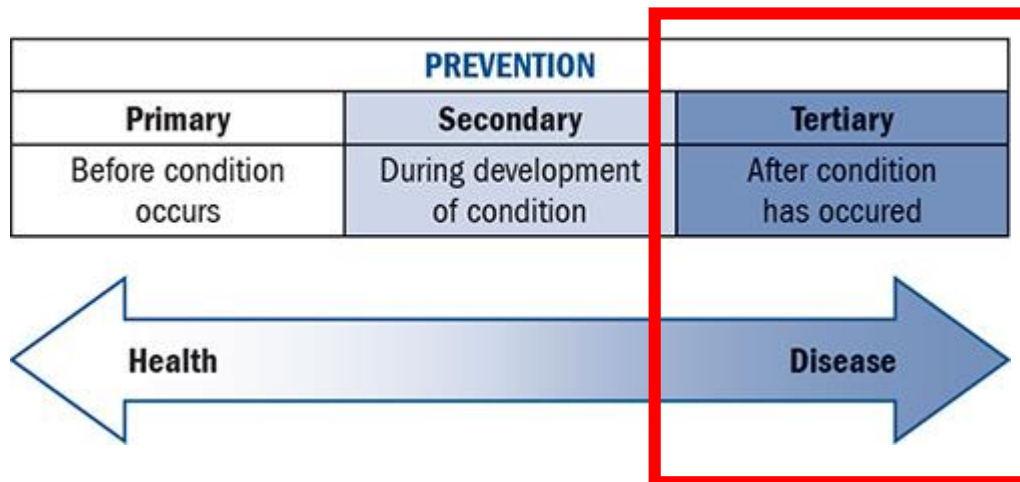 PREVENTION
Primary
Secondary
Tertiary
Before condition
occurs
During development
of condition
After condition
has occured
Health
Disease